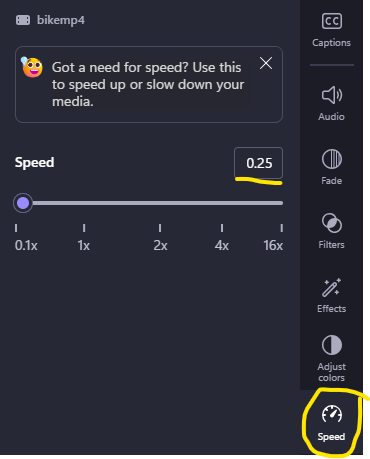 bikemp4
Captions
Got a need for speed? Use this
to speed up or slow down your
media.
Audio
Speed
0.25
Fade
0.1x 1x 2x 4x 16x
Filters
Effects
Adjust
colors
Speed